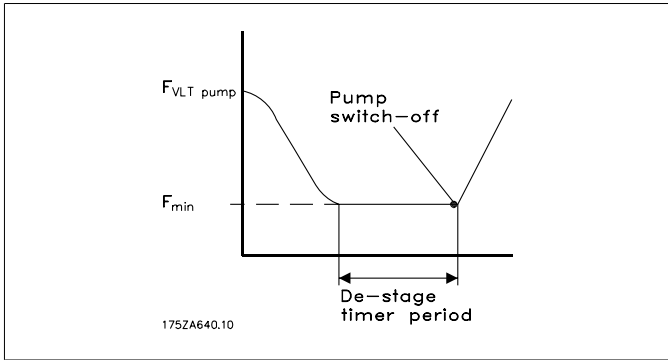 F_VLT pump
Pump
switch-off
F_min
De-stage
timer period
175ZA640.10